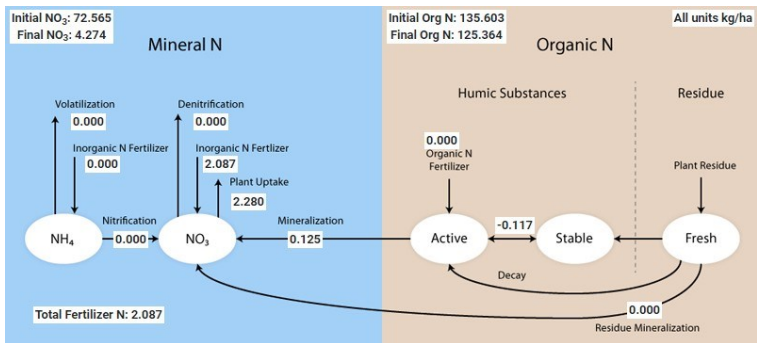 Initial NO₃: 72.565
Final NO₃: 4.274
Mineral N
Initial Org N: 135.603
Final Org N: 125.364
All units kg/ha
Organic N
Humic Substances
Residue
Volatilization
0.000
Denitrification
0.000
Inorganic N Fertilizer
0.000
Inorganic N Fertlizer
2.087
Plant Uptake
2.280
0.000
Organic N
Fertilizer
Plant Residue
NH₄
Nitrification
0.000
NO₃
Mineralization
0.125
Active
-0.117
Stable
Fresh
Decay
0.000
Residue Mineralization
Total Fertilizer N: 2.087